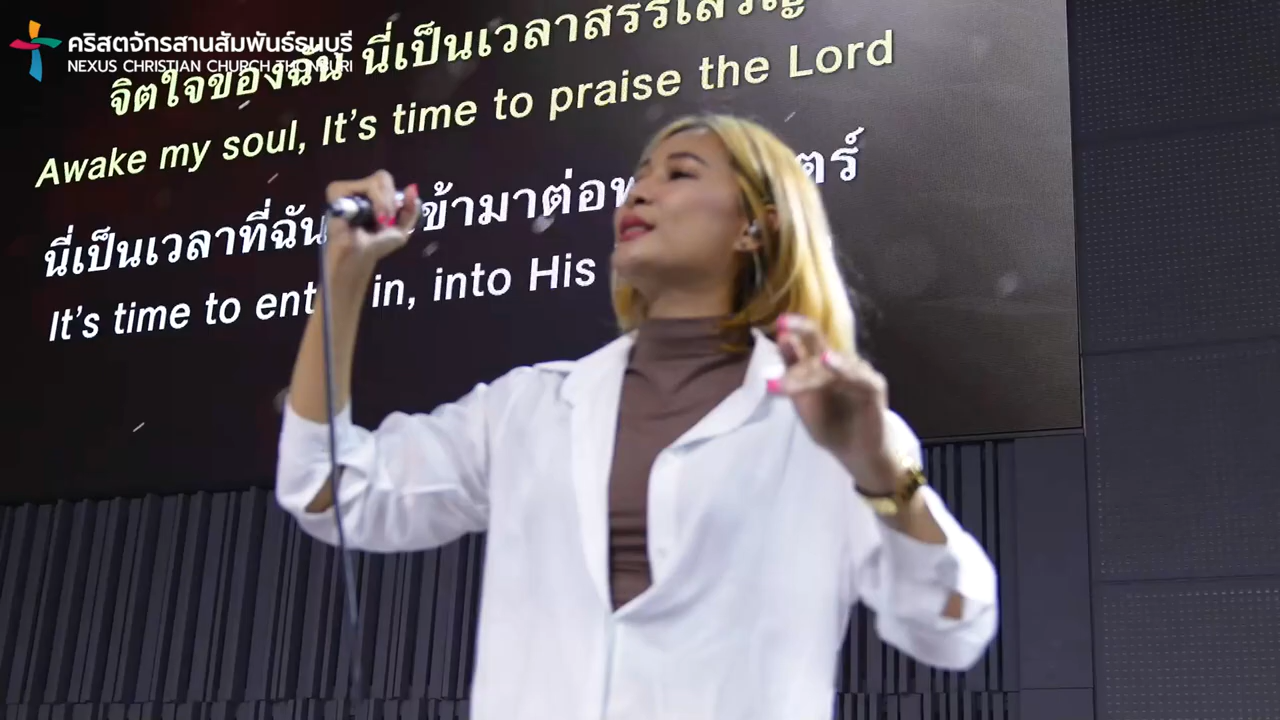 คริสตจักรสานสัมพันธ์ธนบุรี
NEXUS CHRISTIAN CHURCH THONBURI
จิตใจของฉัน นี่เป็นเวลาสรรเสริญ
Awake my soul, It's time to praise the Lord
นี่เป็นเวลาที่ฉัน
It's time to in, into His